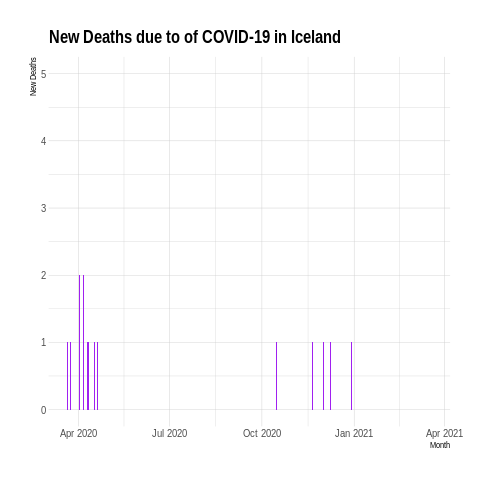 New Deaths due to of COVID-19 in Iceland
New Deaths
5
4
3
2
1
0
Apr 2020 Jul 2020 Oct 2020 Jan 2021 Apr 2021
Month